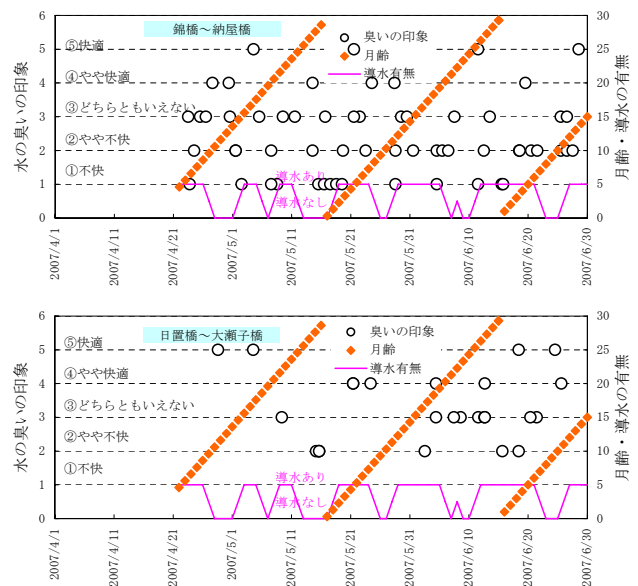 錦橋～納屋橋
臭いの印象
月齢
導水有無
水の臭いの印象
月齢・導水の有無
6
5
4
3
2
1
0
30
25
20
15
10
5
0
⑤快適
④やや快適
③どちらともいえない
②やや不快
①不快
導水あり
導水なし
2007/4/1
2007/4/11
2007/4/21
2007/5/1
2007/5/11
2007/5/21
2007/5/31
2007/6/10
2007/6/20
2007/6/30
日置橋～大瀬子橋
臭いの印象
月齢
導水有無
水の臭いの印象
月齢・導水の有無
6
5
4
3
2
1
0
30
25
20
15
10
5
0
⑤快適
④やや快適
③どちらともいえない
②やや不快
①不快
導水あり
導水なし
2007/4/1
2007/4/11
2007/4/21
2007/5/1
2007/5/11
2007/5/21
2007/5/31
2007/6/10
2007/6/20
2007/6/30